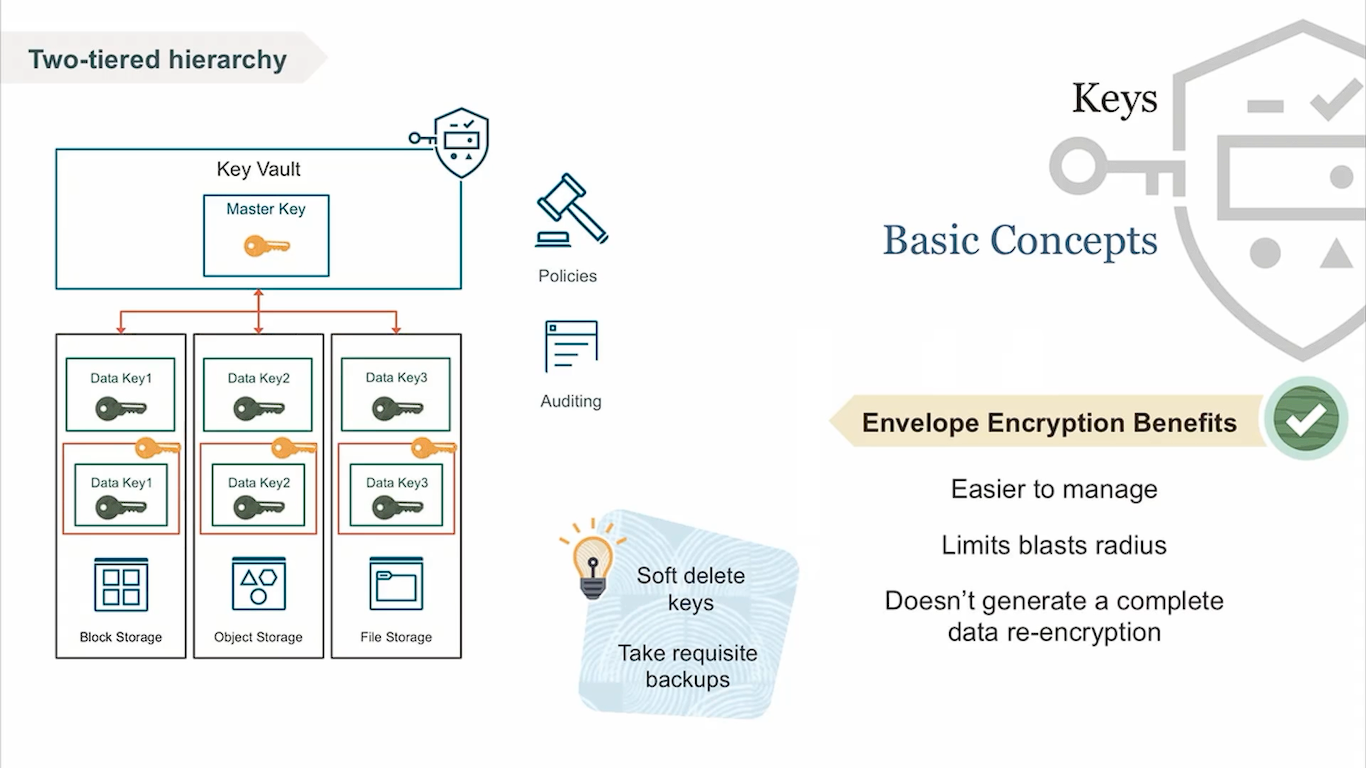 Two-tiered hierarchy
Keys
Basic Concepts
Key Vault
Master Key
Policies
Auditing
Data Key1
Data Key2
Data Key3
Data Key1
Data Key2
Data Key3
Block Storage
Object Storage
File Storage
Soft delete
keys
Take requisite
backups
Envelope Encryption Benefits
Easier to manage
Limits blasts radius
Doesn't generate a complete
data re-encryption